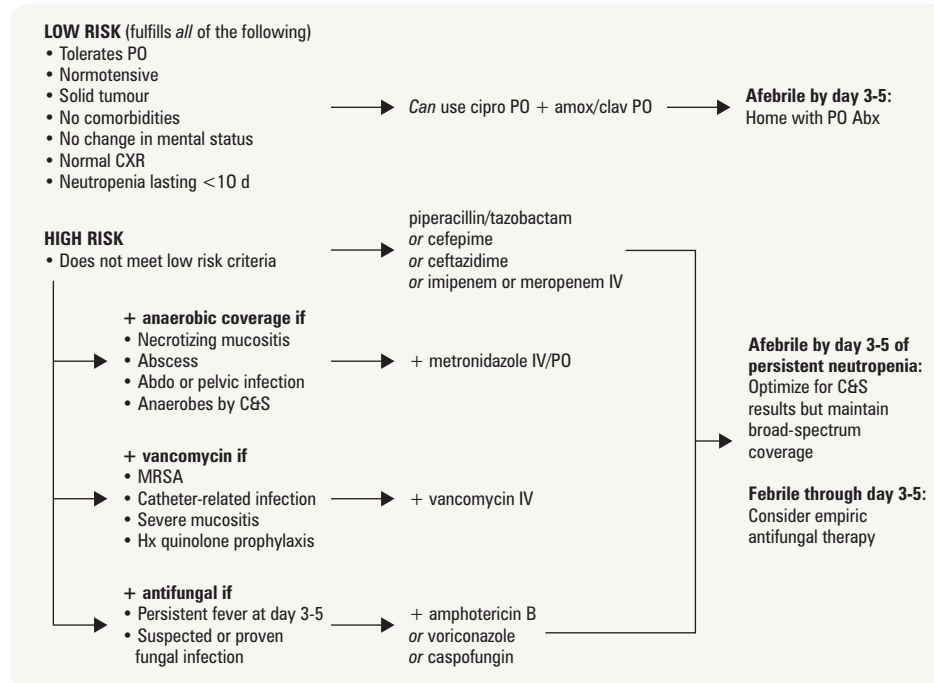 LOW RISK (fulfills all of the following)
• Tolerates PO
• Normotensive
• Solid tumour
• No comorbidities
• No change in mental status
• Normal CXR
• Neutropenia lasting <10 d
Can use cipro PO + amox/clav PO
Afebrile by day 3-5:
Home with PO Abx
HIGH RISK
• Does not meet low risk criteria
piperacillin/tazobactam
or cefepime
or ceftazidime
or imipenem or meropenem IV
+ anaerobic coverage if
• Necrotizing mucositis
• Abscess
• Abdo or pelvic infection
• Anaerobes by C&S
+ metronidazole IV/PO
+ vancomycin if
• MRSA
• Catheter-related infection
• Severe mucositis
• Hx quinolone prophylaxis
+ vancomycin IV
+ antifungal if
• Persistent fever at day 3-5
• Suspected or proven
fungal infection
+ amphotericin B
or voriconazole
or caspofungin
Afebrile by day 3-5 of
persistent neutropenia:
Optimize for C&S
results but maintain
broad-spectrum
coverage
Febrile through day 3-5:
Consider empiric
antifungal therapy